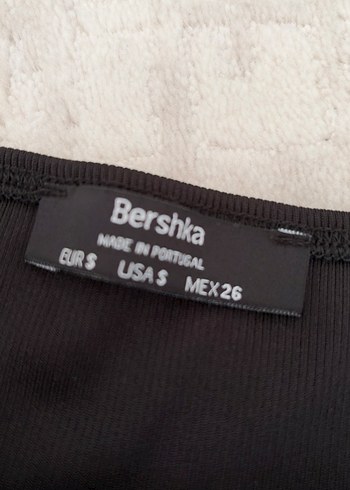 Bershka
MADE IN PORTUGAL
EUR S USA S MEX 26